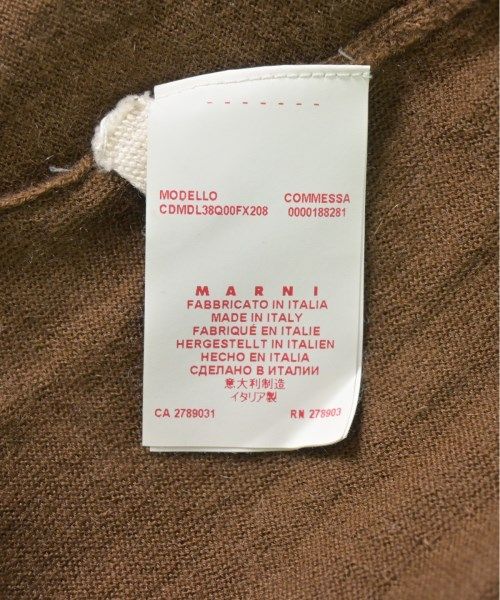 MODELLO COMMESSA
CDMDL38Q00FX208 0000188281
MARNI
FABBRICATO IN ITALIA
MADE IN ITALY
FABRIQUÉ EN ITALIE
HERGESTELLT IN ITALIEN
HECHO EN ITALIA
СДЕЛАНО В ИТАЛИИ
意大利制造
イタリア製
CA 2789031 RN 278903